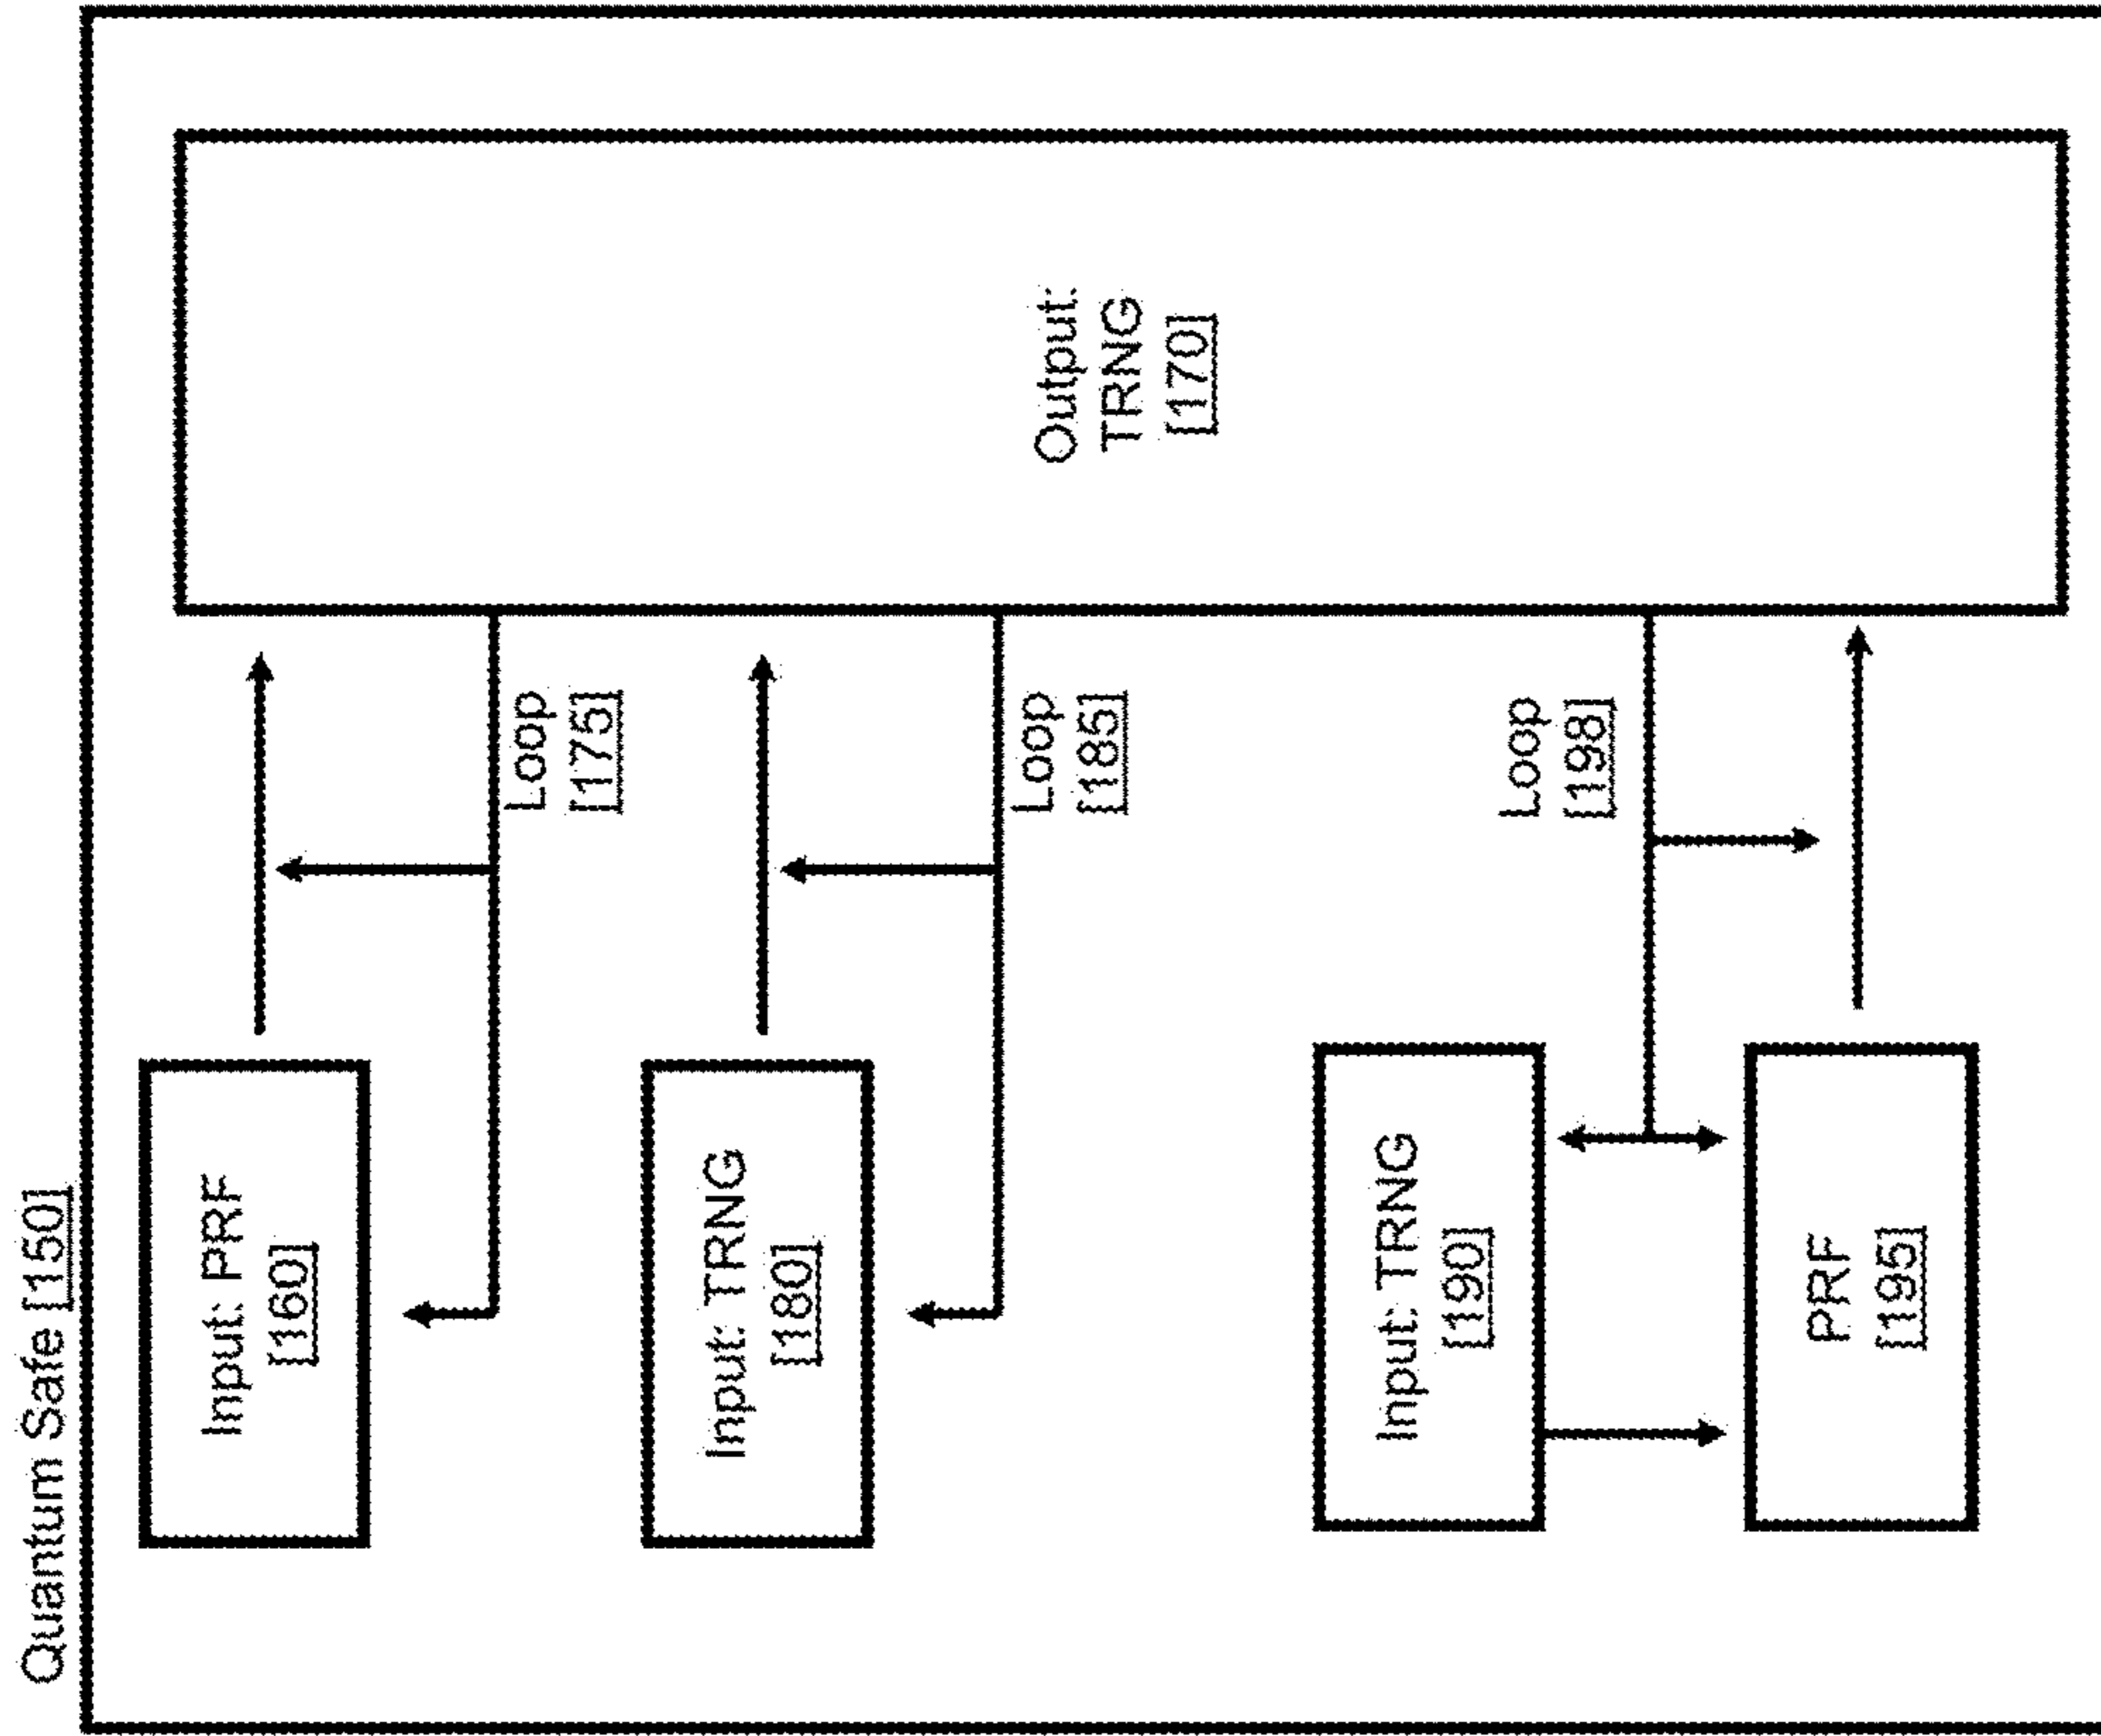 Quantum Safe [150]
Input: PRF
[160]
Loop
[175]
Input: TRNG
[180]
Loop
[185]
Output:
TRNG
[170]
Input: TRNG
[190]
Loop
[198]
PRF
[195]